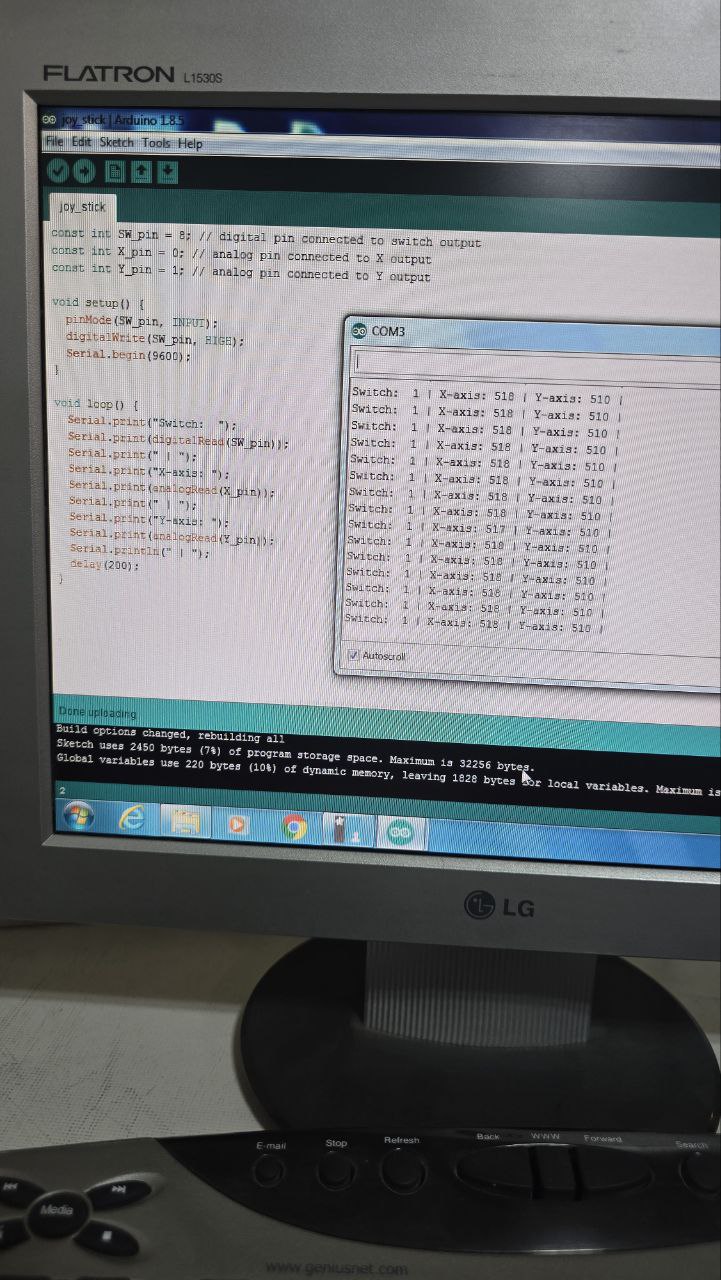 FLATRON L1530S
joy_stick | Arduino 1.8.5
File Edit Sketch Tools Help
joy_stick
const int SW_pin = 8; // digital pin connected to switch output
const int X_pin = 0; // analog pin connected to X output
const int Y_pin = 1; // analog pin connected to Y output
void setup() {
pinMode(SW_pin, INPUT);
digitalWrite(SW_pin, HIGH);
Serial.begin(9600);
}
void loop() {
Serial.print("Switch:  ");
Serial.print(digitalRead(SW_pin));
Serial.print(" | ");
Serial.print("X-axis: ");
Serial.print(analogRead(X_pin));
Serial.print(" | ");
Serial.print("Y-axis: ");
Serial.print(analogRead(Y_pin));
Serial.println(" | ");
delay(200);
}
COM3
Switch:  1 | X-axis: 518 | Y-axis: 510 |
Switch:  1 | X-axis: 518 | Y-axis: 510 |
Switch:  1 | X-axis: 518 | Y-axis: 510 |
Switch:  1 | X-axis: 518 | Y-axis: 510 |
Switch:  1 | X-axis: 518 | Y-axis: 510 |
Switch:  1 | X-axis: 518 | Y-axis: 510 |
Switch:  1 | X-axis: 518 | Y-axis: 510 |
Switch:  1 | X-axis: 518 | Y-axis: 510 |
Switch:  1 | X-axis: 517 | Y-axis: 510 |
Switch:  1 | X-axis: 518 | Y-axis: 510 |
Switch:  1 | X-axis: 518 | Y-axis: 510 |
Switch:  1 | X-axis: 518 | Y-axis: 510 |
Switch:  1 | X-axis: 518 | Y-axis: 510 |
Switch:  1 | X-axis: 518 | Y-axis: 510 |
Switch:  1 | X-axis: 518 | Y-axis: 510 |
Autoscroll
Done uploading
Build options changed, rebuilding all
Sketch uses 2450 bytes (7%) of program storage space. Maximum is 32256 bytes.
Global variables use 220 bytes (10%) of dynamic memory, leaving 1828 bytes for local variables. Maximum is
2
1
LG
E-mail Stop Refresh Back WWW Forward Search
Media
www.geniusnet.com